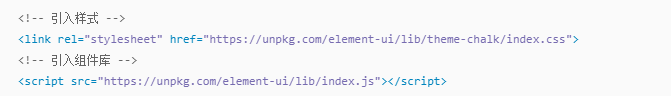 <!-- 引入样式 -->
<link rel="stylesheet" href="https://unpkg.com/element-ui/lib/theme-chalk/index.css">
<!-- 引入组件库 -->
<script src="https://unpkg.com/element-ui/lib/index.js"></script>